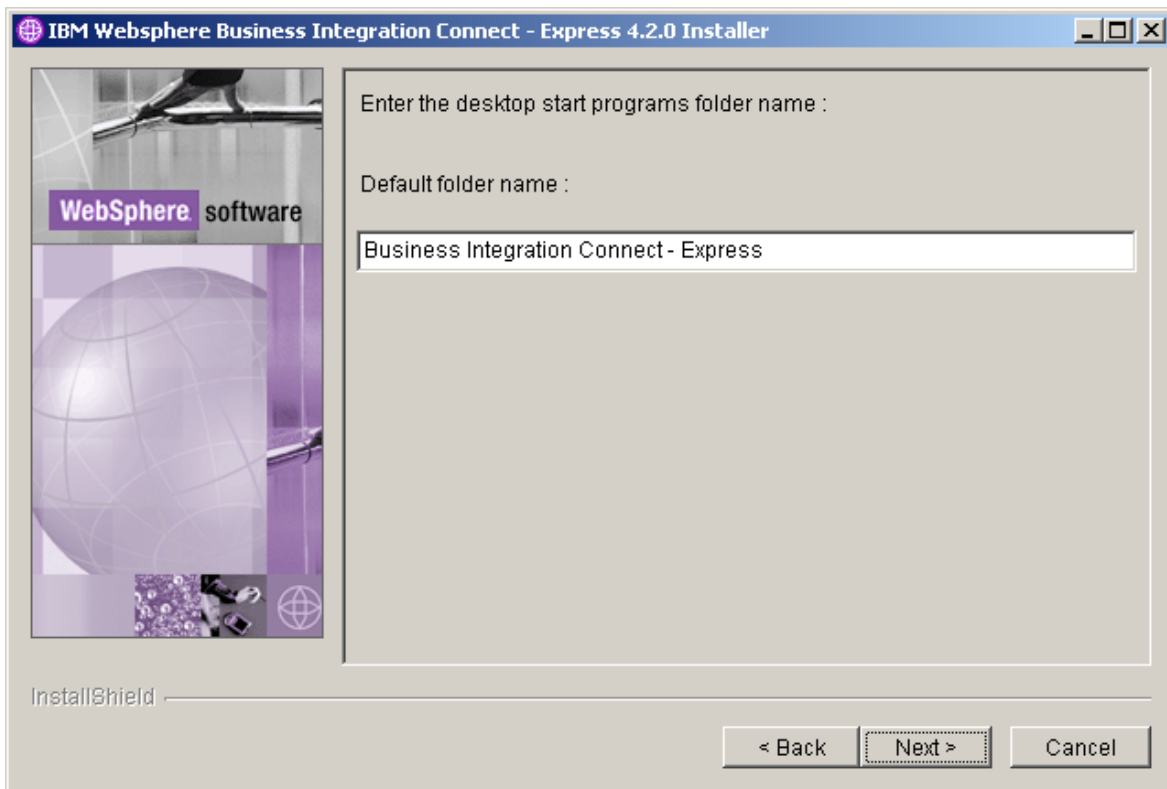 IBM Websphere Business Integration Connect - Express 4.2.0 Installer
WebSphere. software
Enter the desktop start programs folder name :
Default folder name :
Business Integration Connect - Express
InstallShield
< Back
Next >
Cancel